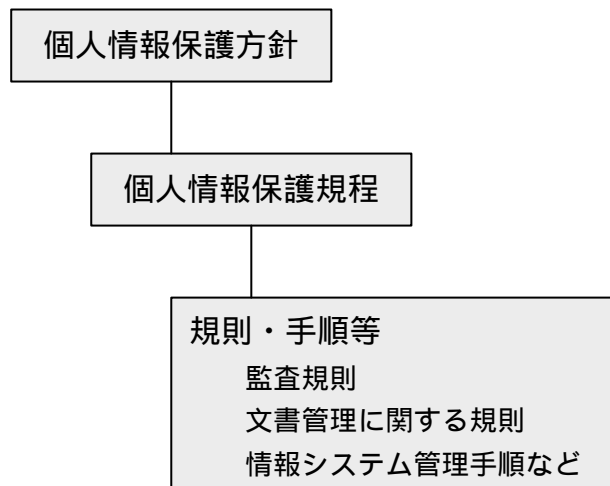 個人情報保護方針
個人情報保護規程
規則・手順等
監査規則
文書管理に関する規則
情報システム管理手順など